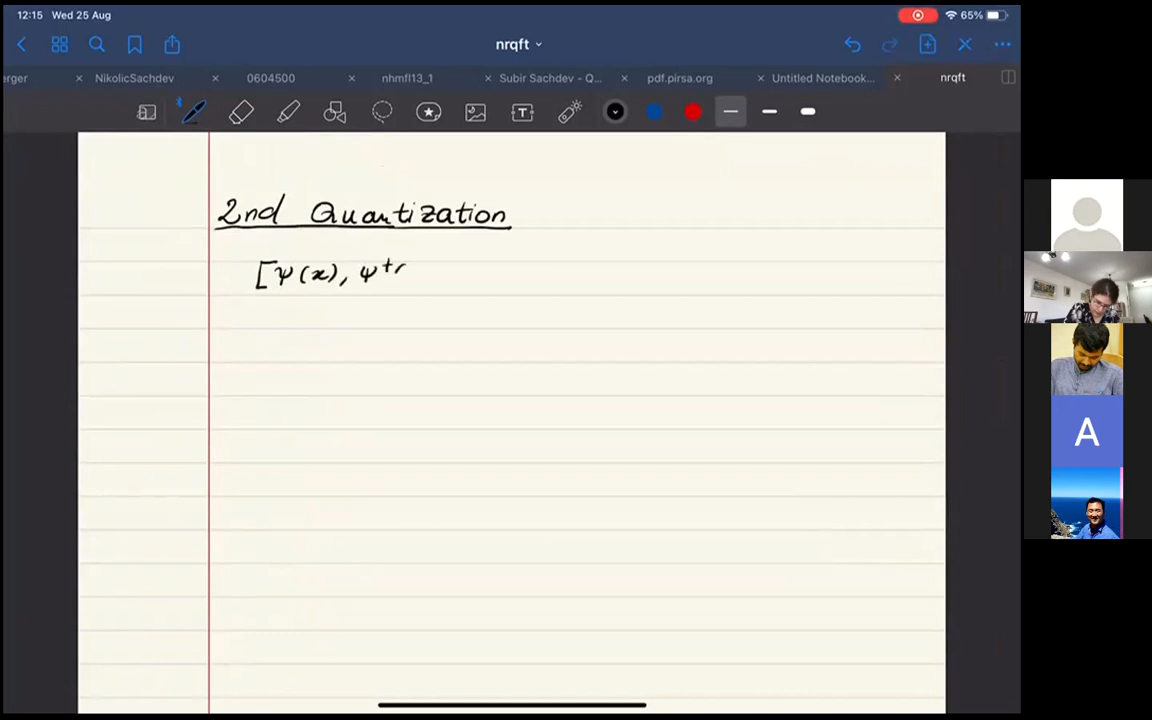 12:15 Wed 25 Aug
65%
nrqft
erger
NikolicSachdev
0604500
nhmfl13_1
Subir Sachdev - Q...
pdf.pirsa.org
Untitled Notebook...
nrqft
2nd Quantization
[ψ(x), ψ†(
A